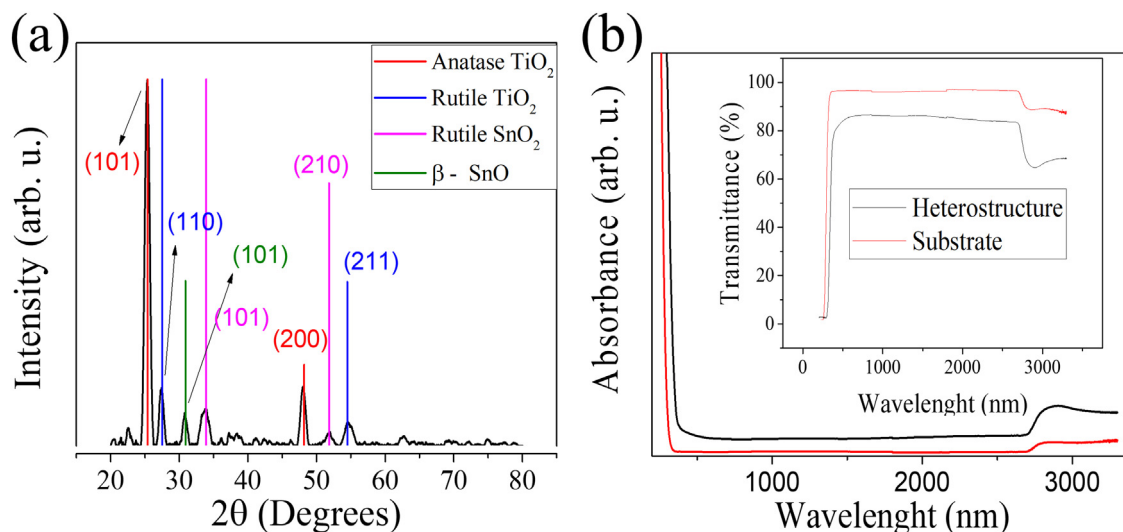 (a)
Intensity (arb. u.)
Anatase TiO₂
Rutile TiO₂
Rutile SnO₂
β - SnO
(101)
(110)
(101)
(101)
(200)
(210)
(211)
20 30 40 50 60 70 80
2θ (Degrees)
(b)
Absorbance (arb. u.)
1000 2000 3000
Wavelenght (nm)
Transmittance (%)
100
80
60
40
20
0
Heterostructure
Substrate
0 1000 2000 3000
Wavelenght (nm)